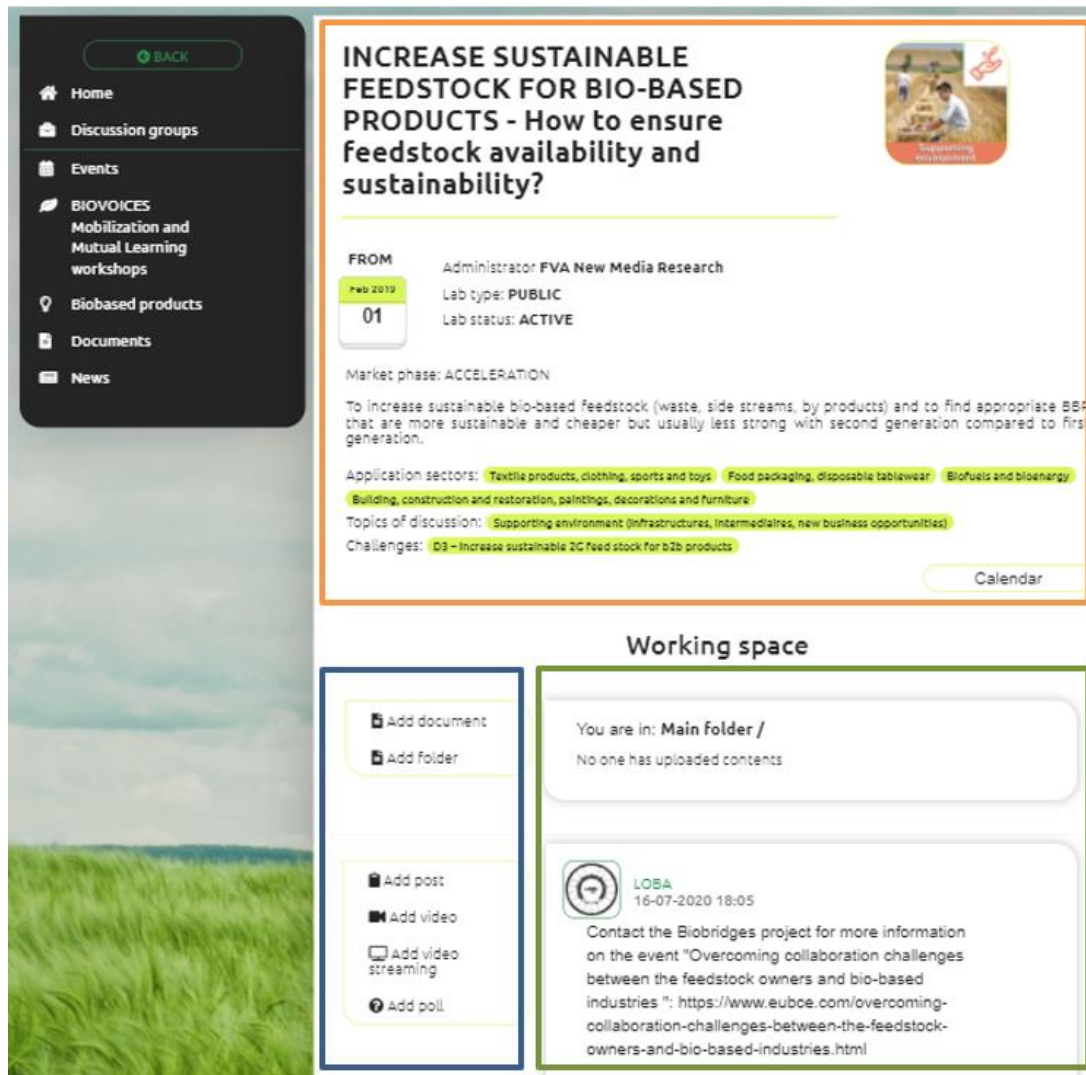 BACK
Home
Discussion groups
Events
BIOVOICES
Mobilization and
Mutual Learning
workshops
Biobased products
Documents
News
INCREASE SUSTAINABLE
FEEDSTOCK FOR BIO-BASED
PRODUCTS - How to ensure
feedstock availability and
sustainability?
Supporting
environment
FROM
Feb 2019
01
Administrator FVA New Media Research
Lab type: PUBLIC
Lab status: ACTIVE
Market phase: ACCELERATION
To increase sustainable bio-based feedstock (waste, side streams, by products) and to find appropriate BBP
that are more sustainable and cheaper but usually less strong with second generation compared to firs
generation.
Application sectors: Textile products, clothing, sports and toys Food packaging, disposable tablewear Biofuels and bioenergy
Building, construction and restoration, paintings, decorations and furniture
Topics of discussion: Supporting environment (infrastructures, intermediaires, new business opportunities)
Challenges: D3 – Increase sustainable 2G feed stock for b2b products
Calendar
Working space
Add document
Add folder
You are in: Main folder /
No one has uploaded contents
Add post
Add video
Add video
streaming
Add poll
LOBA
16-07-2020 18:05
Contact the Biobridges project for more information
on the event "Overcoming collaboration challenges
between the feedstock owners and bio-based
industries ": https://www.eubce.com/overcoming-
collaboration-challenges-between-the-feedstock-
owners-and-bio-based-industries.html